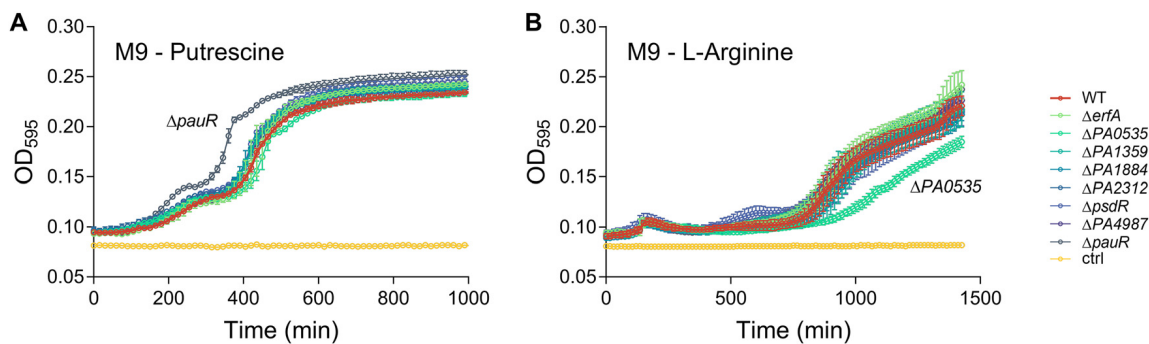 A
M9 - Putrescine
ΔpauR
OD595
0.30
0.25
0.20
0.15
0.10
0.05
0 200 400 600 800 1000
Time (min)
B
M9 - L-Arginine
ΔPA0535
OD595
0.30
0.25
0.20
0.15
0.10
0.05
0 500 1000 1500
Time (min)
WT
ΔerfA
ΔPA0535
ΔPA1359
ΔPA1884
ΔPA2312
ΔpsdR
ΔPA4987
ΔpauR
ctrl